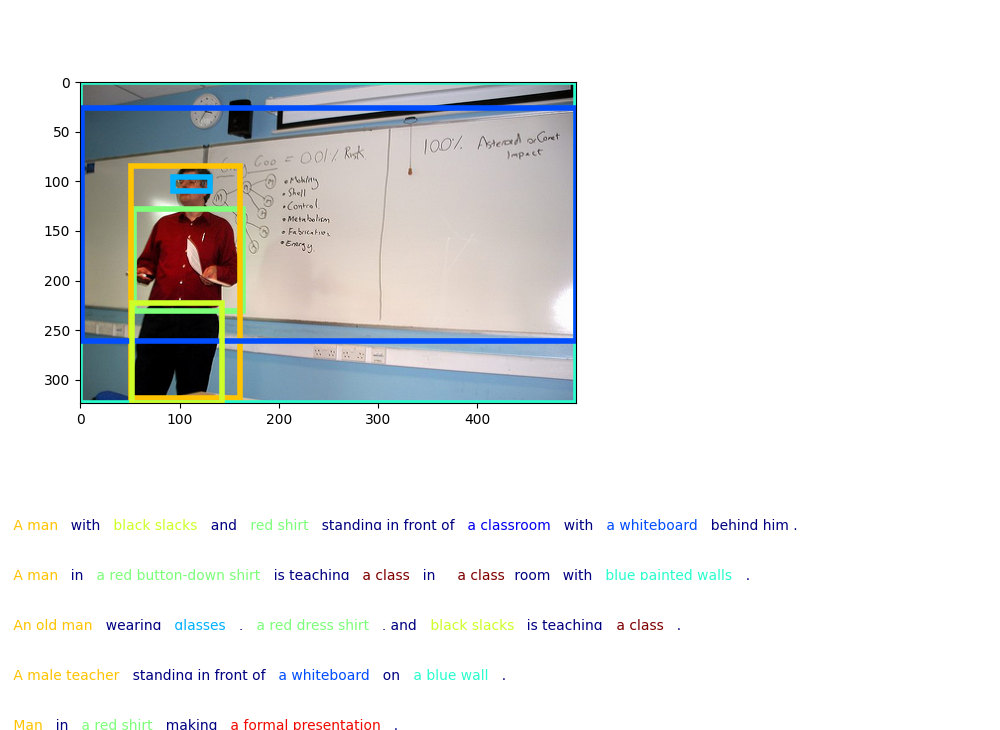 0
50
100
150
200
250
300
0 100 200 300 400
= 0.01% Risk
100% Asteroid or Comet
Impact
• Mobility
• Shell
• Control
• Metabolism
• Fabrication
• Energy
A man with black slacks and red shirt standing in front of a classroom with a whiteboard behind him .
A man in a red button-down shirt is teaching a class in a class room with blue painted walls .
An old man wearing glasses , a red dress shirt , and black slacks is teaching a class .
A male teacher standing in front of a whiteboard on a blue wall .
Man in a red shirt making a formal presentation .